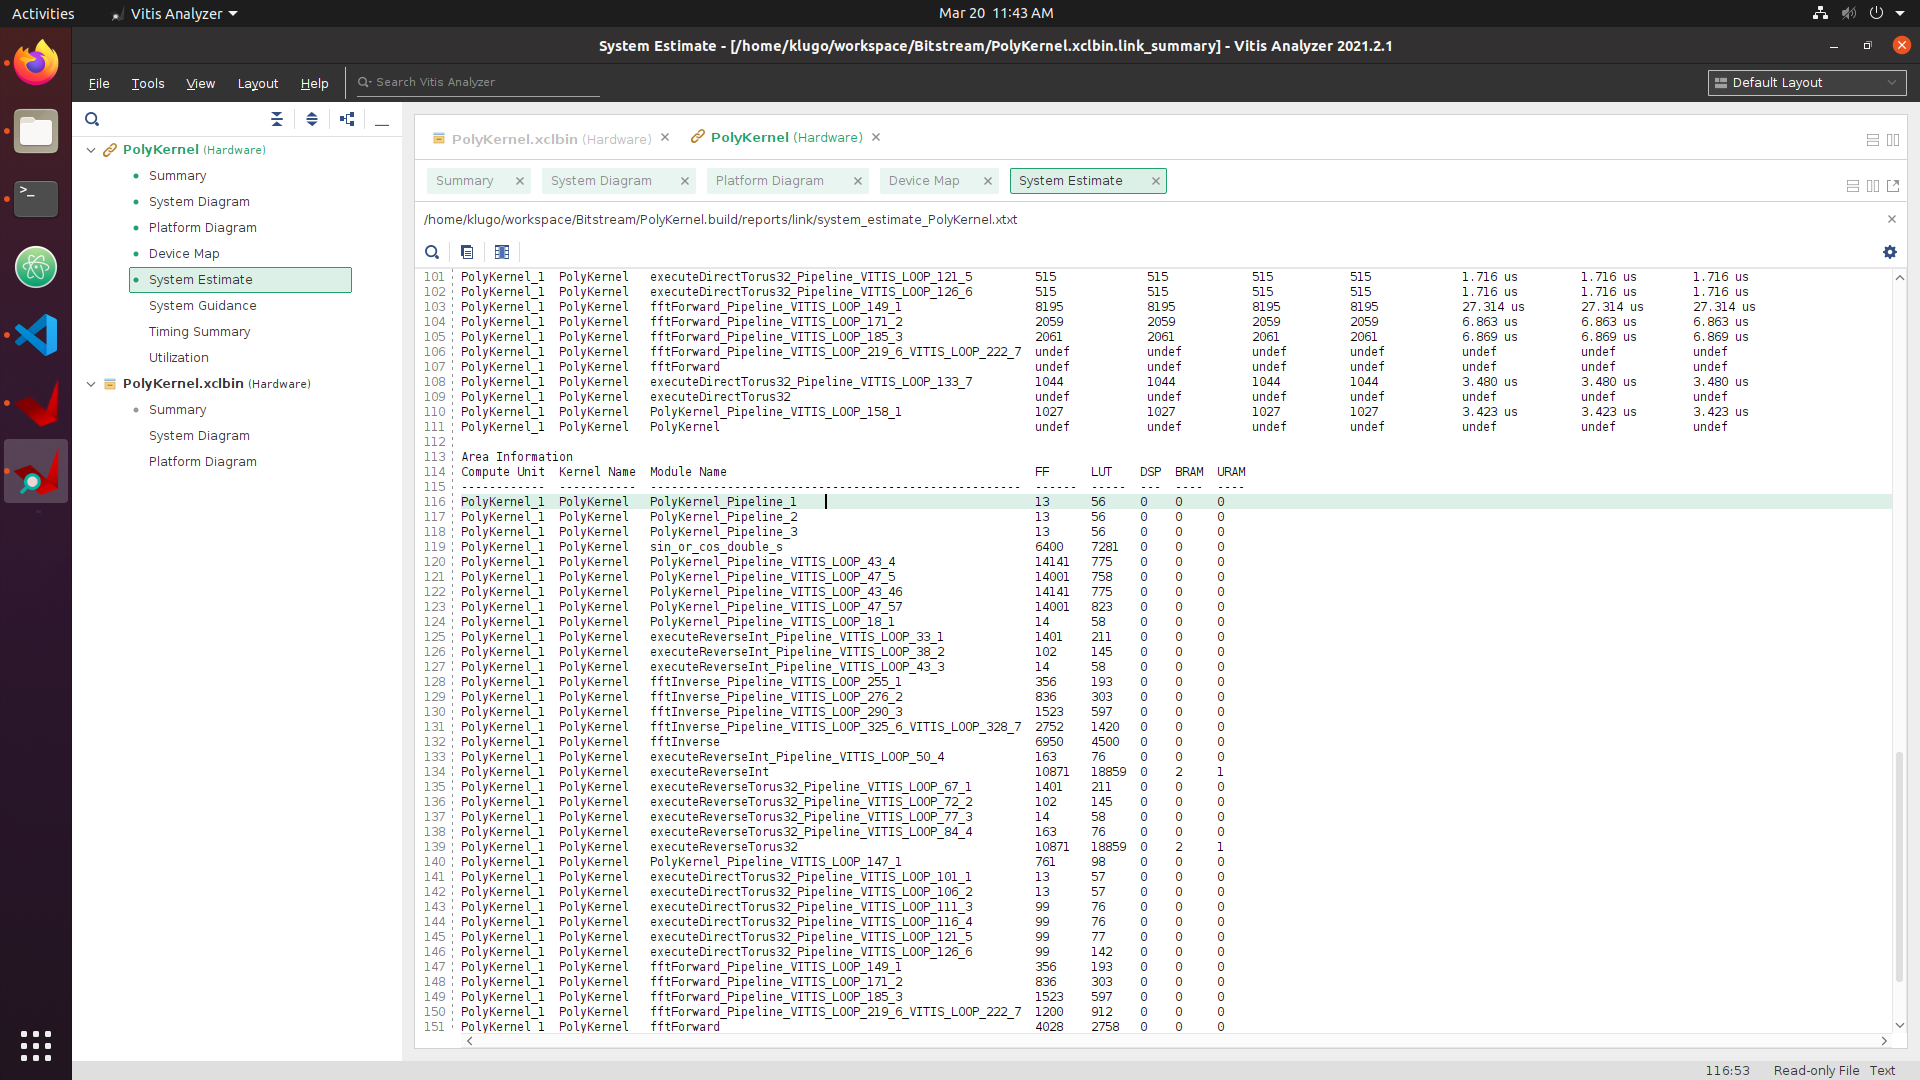 Activities Vitis Analyzer Mar 20 11:43 AM
System Estimate - [/home/klugo/workspace/Bitstream/PolyKernel.xclbin.link_summary] - Vitis Analyzer 2021.2.1
File Tools View Layout Help Search Vitis Analyzer Default Layout
PolyKernel (Hardware)
Summary
System Diagram
Platform Diagram
Device Map
System Estimate
System Guidance
Timing Summary
Utilization
PolyKernel.xclbin (Hardware)
Summary
System Diagram
Platform Diagram
PolyKernel.xclbin (Hardware) PolyKernel (Hardware)
Summary System Diagram Platform Diagram Device Map System Estimate
/home/klugo/workspace/Bitstream/PolyKernel.build/reports/link/system_estimate_PolyKernel.xtxt
101 PolyKernel_1 PolyKernel executeDirectTorus32_Pipeline_VITIS_LOOP_121_5 515 515 515 515 1.716 us 1.716 us 1.716 us
102 PolyKernel_1 PolyKernel executeDirectTorus32_Pipeline_VITIS_LOOP_126_6 515 515 515 515 1.716 us 1.716 us 1.716 us
103 PolyKernel_1 PolyKernel fftForward_Pipeline_VITIS_LOOP_149_1 8195 8195 8195 8195 27.314 us 27.314 us 27.314 us
104 PolyKernel_1 PolyKernel fftForward_Pipeline_VITIS_LOOP_171_2 2059 2059 2059 2059 6.863 us 6.863 us 6.863 us
105 PolyKernel_1 PolyKernel fftForward_Pipeline_VITIS_LOOP_185_3 2061 2061 2061 2061 6.869 us 6.869 us 6.869 us
106 PolyKernel_1 PolyKernel fftForward_Pipeline_VITIS_LOOP_219_6_VITIS_LOOP_222_7 undef undef undef undef undef undef undef
107 PolyKernel_1 PolyKernel fftForward undef undef undef undef undef undef undef
108 PolyKernel_1 PolyKernel executeDirectTorus32_Pipeline_VITIS_LOOP_133_7 1044 1044 1044 1044 3.480 us 3.480 us 3.480 us
109 PolyKernel_1 PolyKernel executeDirectTorus32 undef undef undef undef undef undef undef
110 PolyKernel_1 PolyKernel PolyKernel_Pipeline_VITIS_LOOP_158_1 1027 1027 1027 1027 3.423 us 3.423 us 3.423 us
111 PolyKernel_1 PolyKernel PolyKernel undef undef undef undef undef undef undef
112
113 Area Information
114 Compute Unit Kernel Name Module Name FF LUT DSP BRAM URAM
115 ------------ ----------- ----------------------------------------------------- ------ ----- --- ---- ----
116 PolyKernel_1 PolyKernel PolyKernel_Pipeline_1 13 56 0 0 0
117 PolyKernel_1 PolyKernel PolyKernel_Pipeline_2 13 56 0 0 0
118 PolyKernel_1 PolyKernel PolyKernel_Pipeline_3 13 56 0 0 0
119 PolyKernel_1 PolyKernel sin_or_cos_double_s 6400 7281 0 0 0
120 PolyKernel_1 PolyKernel PolyKernel_Pipeline_VITIS_LOOP_43_4 14141 775 0 0 0
121 PolyKernel_1 PolyKernel PolyKernel_Pipeline_VITIS_LOOP_47_5 14001 758 0 0 0
122 PolyKernel_1 PolyKernel PolyKernel_Pipeline_VITIS_LOOP_43_46 14141 775 0 0 0
123 PolyKernel_1 PolyKernel PolyKernel_Pipeline_VITIS_LOOP_47_57 14001 823 0 0 0
124 PolyKernel_1 PolyKernel PolyKernel_Pipeline_VITIS_LOOP_18_1 14 58 0 0 0
125 PolyKernel_1 PolyKernel executeReverseInt_Pipeline_VITIS_LOOP_33_1 1401 211 0 0 0
126 PolyKernel_1 PolyKernel executeReverseInt_Pipeline_VITIS_LOOP_38_2 102 145 0 0 0
127 PolyKernel_1 PolyKernel executeReverseInt_Pipeline_VITIS_LOOP_43_3 14 58 0 0 0
128 PolyKernel_1 PolyKernel fftInverse_Pipeline_VITIS_LOOP_255_1 356 193 0 0 0
129 PolyKernel_1 PolyKernel fftInverse_Pipeline_VITIS_LOOP_276_2 836 303 0 0 0
130 PolyKernel_1 PolyKernel fftInverse_Pipeline_VITIS_LOOP_290_3 1523 597 0 0 0
131 PolyKernel_1 PolyKernel fftInverse_Pipeline_VITIS_LOOP_325_6_VITIS_LOOP_328_7 2752 1420 0 0 0
132 PolyKernel_1 PolyKernel fftInverse 6950 4500 0 0 0
133 PolyKernel_1 PolyKernel executeReverseInt_Pipeline_VITIS_LOOP_50_4 163 76 0 0 0
134 PolyKernel_1 PolyKernel executeReverseInt 10871 18859 0 2 1
135 PolyKernel_1 PolyKernel executeReverseTorus32_Pipeline_VITIS_LOOP_67_1 1401 211 0 0 0
136 PolyKernel_1 PolyKernel executeReverseTorus32_Pipeline_VITIS_LOOP_72_2 102 145 0 0 0
137 PolyKernel_1 PolyKernel executeReverseTorus32_Pipeline_VITIS_LOOP_77_3 14 58 0 0 0
138 PolyKernel_1 PolyKernel executeReverseTorus32_Pipeline_VITIS_LOOP_84_4 163 76 0 0 0
139 PolyKernel_1 PolyKernel executeReverseTorus32 10871 18859 0 2 1
140 PolyKernel_1 PolyKernel PolyKernel_Pipeline_VITIS_LOOP_147_1 761 98 0 0 0
141 PolyKernel_1 PolyKernel executeDirectTorus32_Pipeline_VITIS_LOOP_101_1 13 57 0 0 0
142 PolyKernel_1 PolyKernel executeDirectTorus32_Pipeline_VITIS_LOOP_106_2 13 57 0 0 0
143 PolyKernel_1 PolyKernel executeDirectTorus32_Pipeline_VITIS_LOOP_111_3 99 76 0 0 0
144 PolyKernel_1 PolyKernel executeDirectTorus32_Pipeline_VITIS_LOOP_116_4 99 76 0 0 0
145 PolyKernel_1 PolyKernel executeDirectTorus32_Pipeline_VITIS_LOOP_121_5 99 77 0 0 0
146 PolyKernel_1 PolyKernel executeDirectTorus32_Pipeline_VITIS_LOOP_126_6 99 142 0 0 0
147 PolyKernel_1 PolyKernel fftForward_Pipeline_VITIS_LOOP_149_1 356 193 0 0 0
148 PolyKernel_1 PolyKernel fftForward_Pipeline_VITIS_LOOP_171_2 836 303 0 0 0
149 PolyKernel_1 PolyKernel fftForward_Pipeline_VITIS_LOOP_185_3 1523 597 0 0 0
150 PolyKernel_1 PolyKernel fftForward_Pipeline_VITIS_LOOP_219_6_VITIS_LOOP_222_7 1200 912 0 0 0
151 PolyKernel_1 PolyKernel fftForward 4028 2758 0 0 0
116:53 Read-only File Text